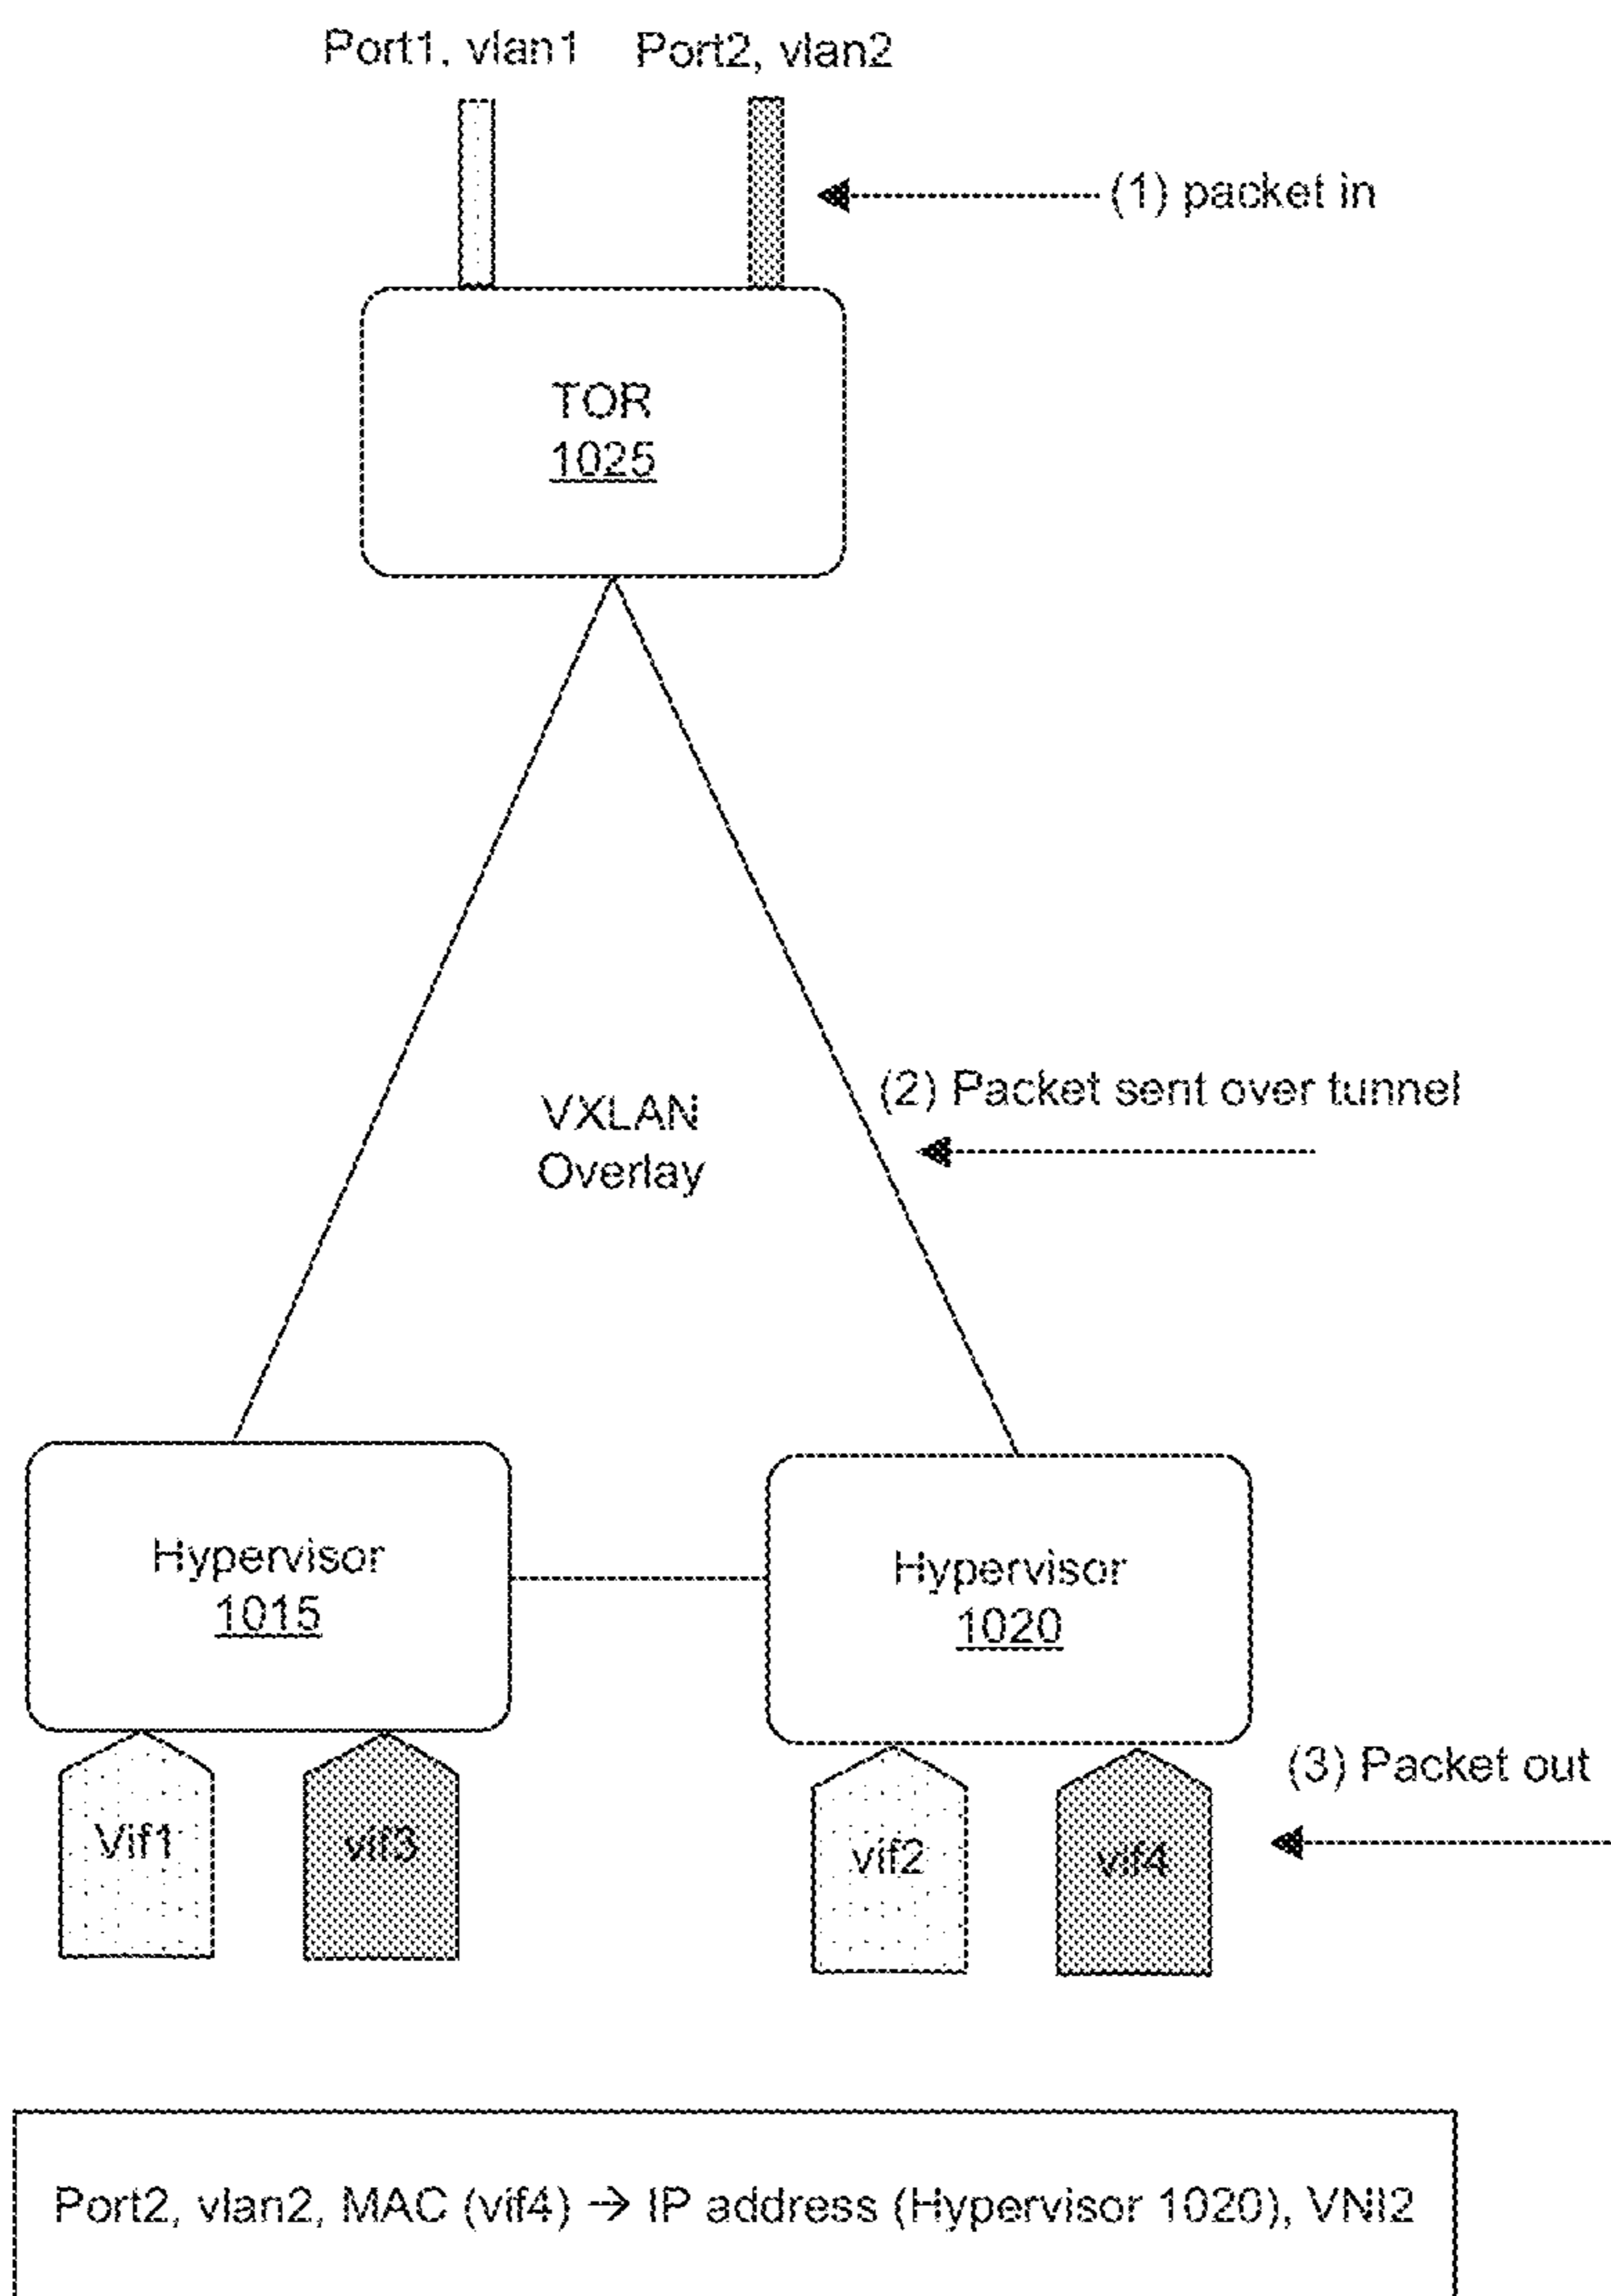 Port1, vlan1 Port2, vlan2
(1) packet in
TOR
1025
(2) Packet sent over tunnel
VXLAN
Overlay
Hypervisor
1015
Hypervisor
1020
(3) Packet out
Vif1
vif3
vif2
vif4
Port2, vlan2, MAC (vif4) → IP address (Hypervisor 1020), VNI2